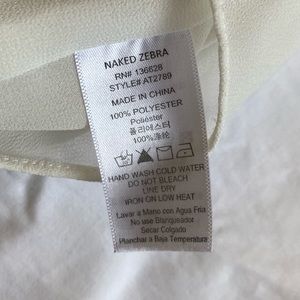 NAKED ZEBRA
RN# 136628
STYLE# AT2789
MADE IN CHINA
100% POLYESTER
Poliéster
폴리에스터
100%涤纶
HAND WASH COLD WATER
DO NOT BLEACH
LINE DRY
IRON ON LOW HEAT
Lavar a Mano con Agua Fria
No use Blanqueador
Secar Colgado
Planchar a Baja Temperatura